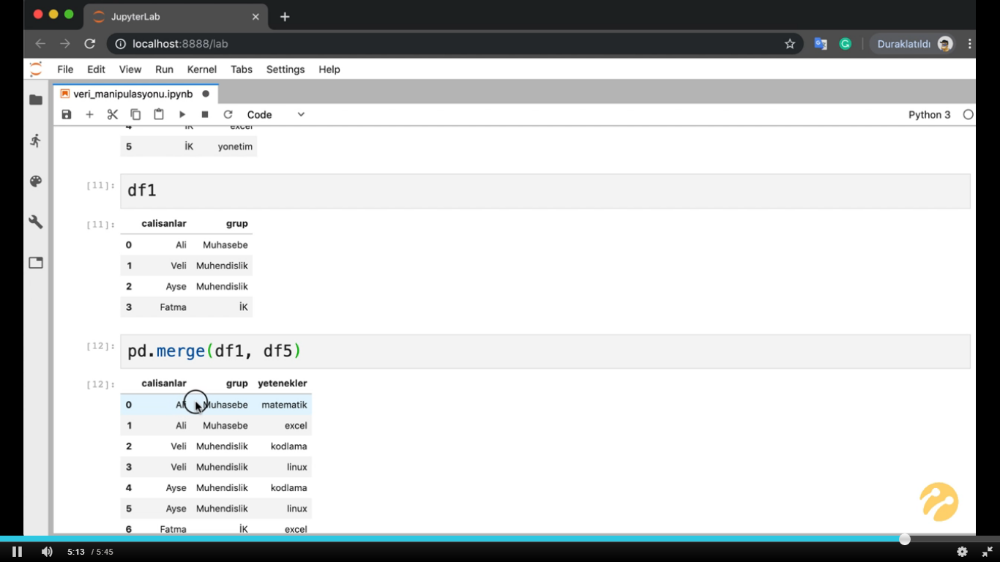 JupyterLab
localhost:8888/lab
Duraklatıldı
File Edit View Run Kernel Tabs Settings Help
veri_manipulasyonu.ipynb
Code
Python 3
4 İK excel
5 İK yonetim
[11]: df1
[11]: calisanlar grup
0 Ali Muhasebe
1 Veli Muhendislik
2 Ayse Muhendislik
3 Fatma İK
[12]: pd.merge(df1, df5)
[12]: calisanlar grup yetenekler
0 Ali Muhasebe matematik
1 Ali Muhasebe excel
2 Veli Muhendislik kodlama
3 Veli Muhendislik linux
4 Ayse Muhendislik kodlama
5 Ayse Muhendislik linux
6 Fatma İK excel
5:13 / 5:45